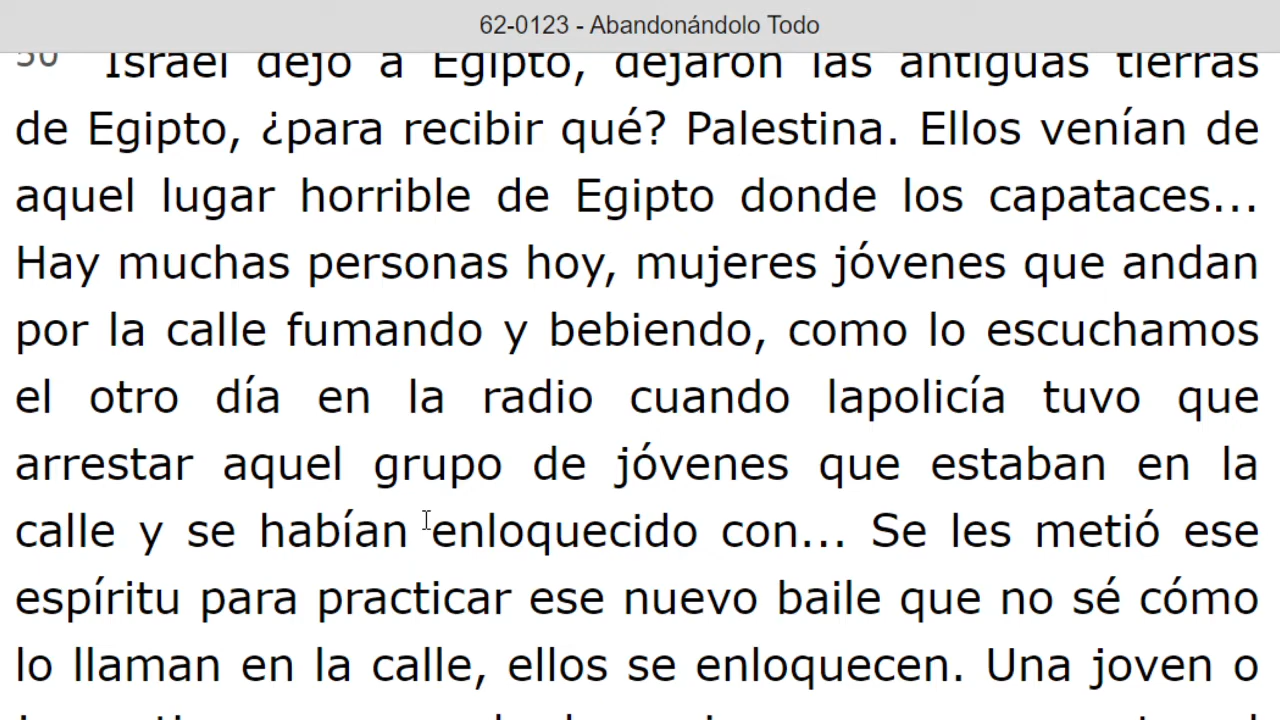 62-0123 - Abandonándolo Todo
50 Israel dejó a Egipto, dejaron las antiguas tierras
de Egipto, ¿para recibir qué? Palestina. Ellos venían de
aquel lugar horrible de Egipto donde los capataces...
Hay muchas personas hoy, mujeres jóvenes que andan
por la calle fumando y bebiendo, como lo escuchamos
el otro día en la radio cuando lapolicía tuvo que
arrestar aquel grupo de jóvenes que estaban en la
calle y se habían enloquecido con... Se les metió ese
espíritu para practicar ese nuevo baile que no sé cómo
lo llaman en la calle, ellos se enloquecen. Una joven o